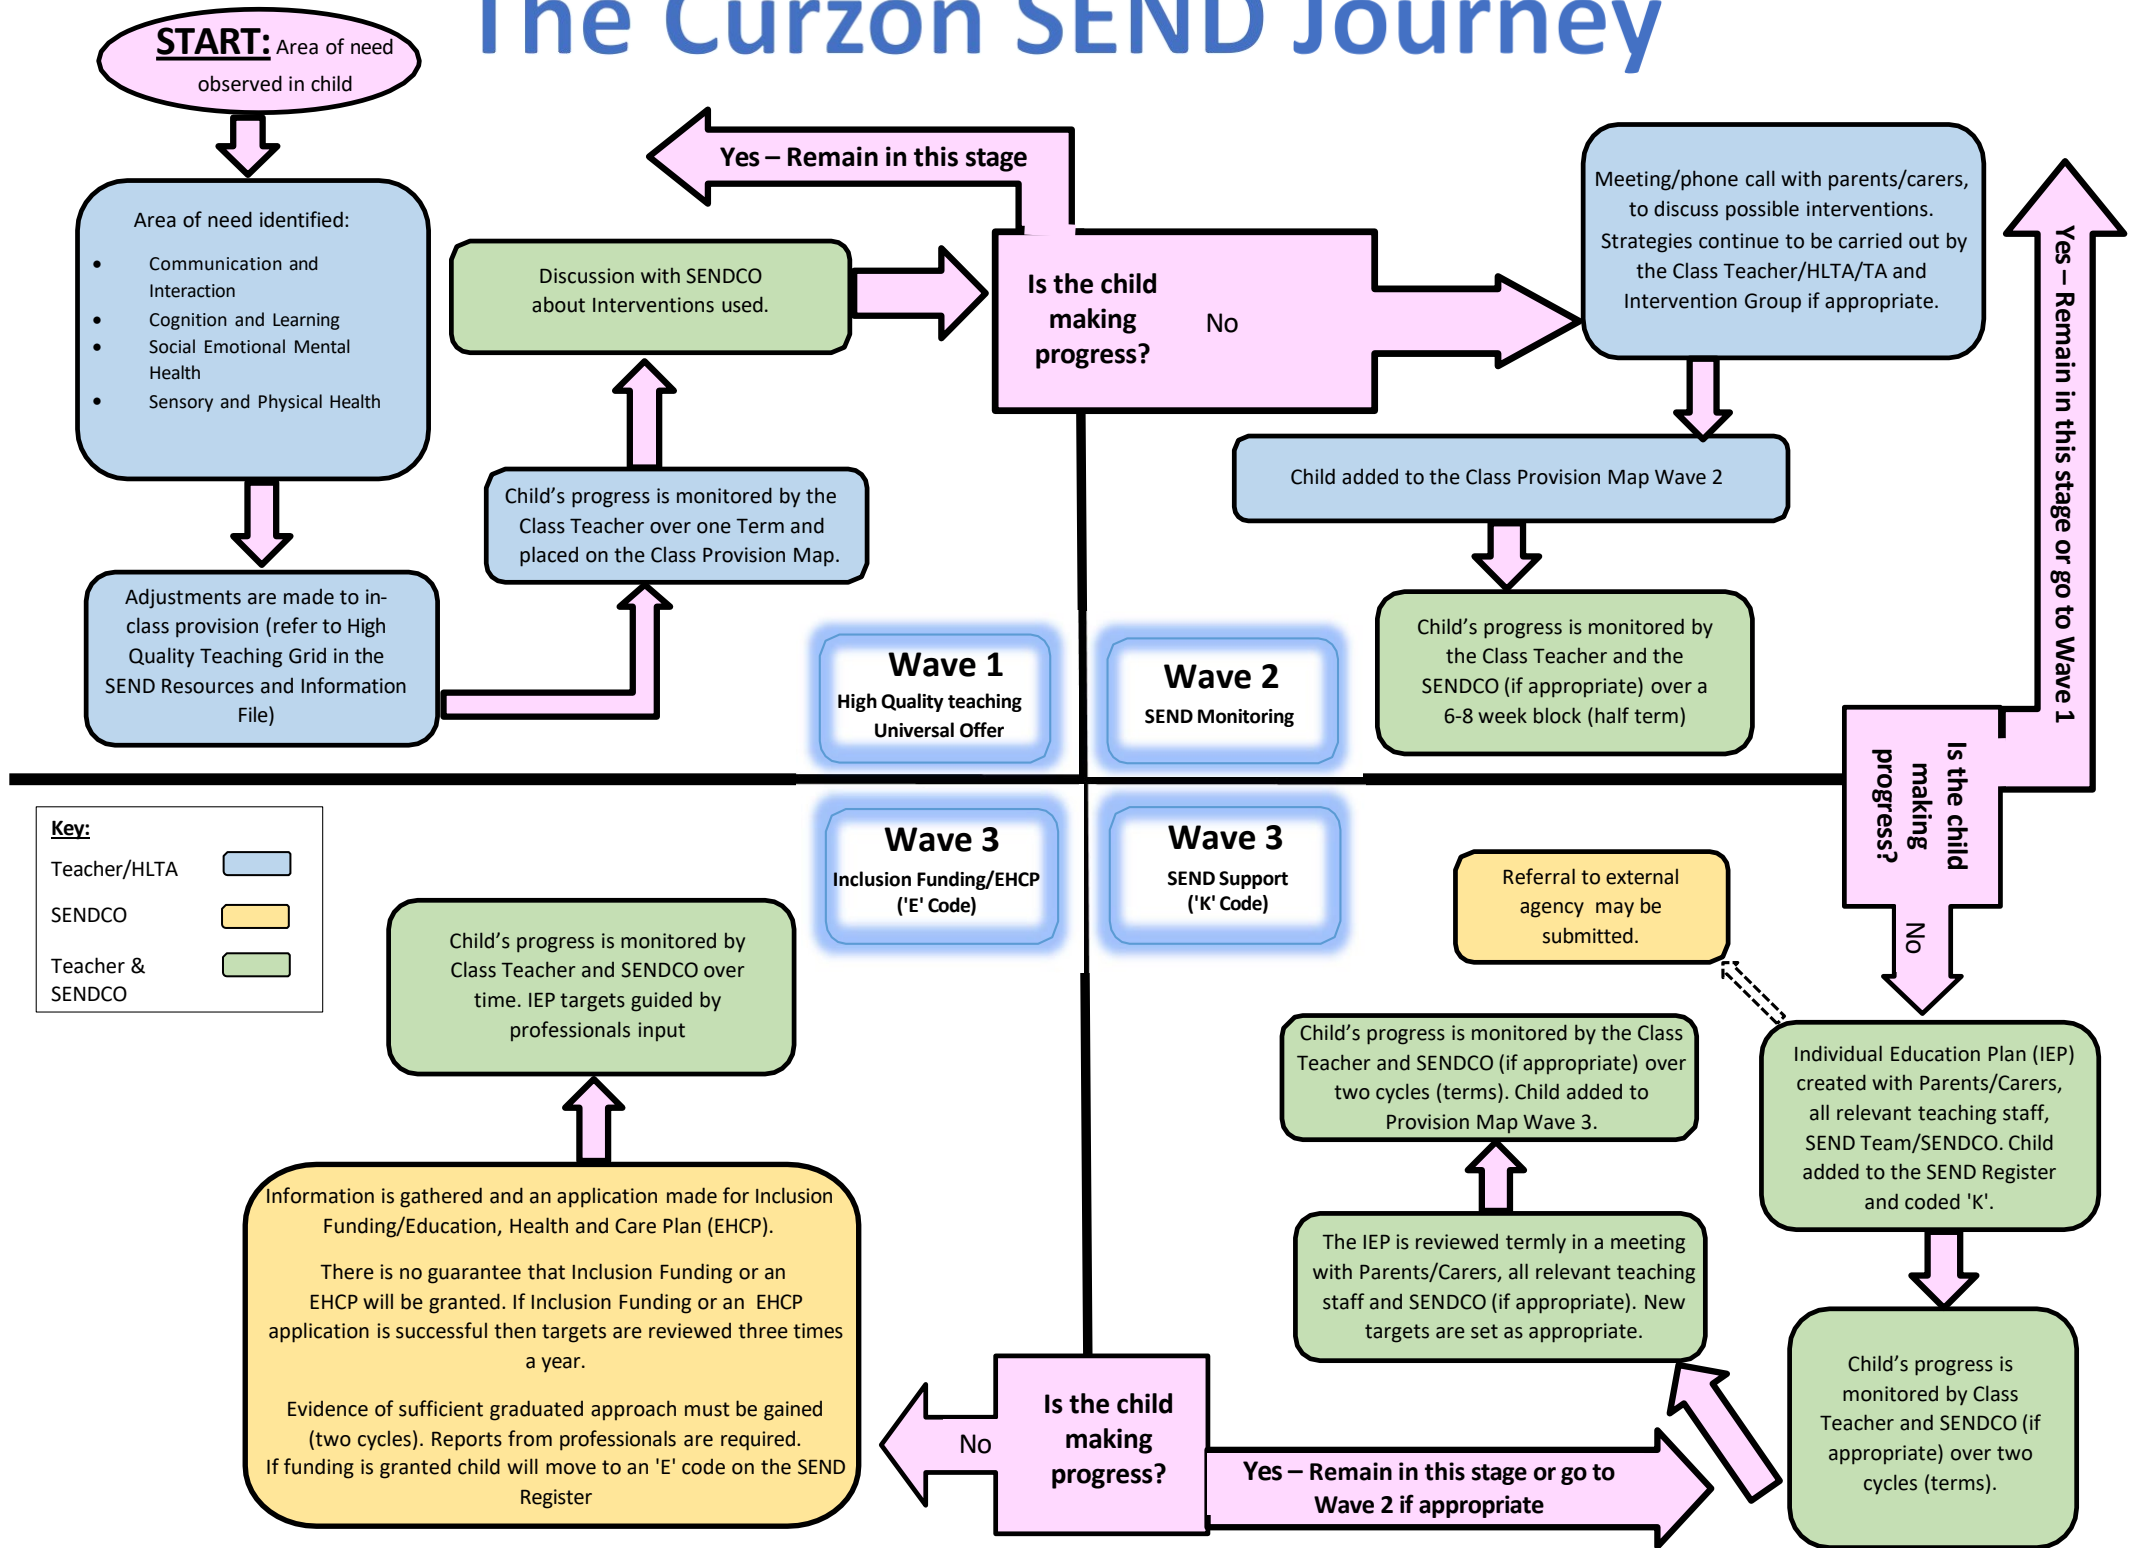 The Curzon SEND Journey
START: Area of need
observed in child
Area of need identified:
• Communication and
Interaction
• Cognition and Learning
• Social Emotional Mental
Health
• Sensory and Physical Health
Adjustments are made to in-
class provision (refer to High
Quality Teaching Grid in the
SEND Resources and Information
File)
Child's progress is monitored by the
Class Teacher over one Term and
placed on the Class Provision Map.
Discussion with SENDCO
about Interventions used.
Yes – Remain in this stage
Is the child
making
progress?
No
Meeting/phone call with parents/carers,
to discuss possible interventions.
Strategies continue to be carried out by
the Class Teacher/HLTA/TA and
Intervention Group if appropriate.
Child added to the Class Provision Map Wave 2
Child's progress is monitored by
the Class Teacher and the
SENDCO (if appropriate) over a
6-8 week block (half term)
Yes – Remain in this stage or go to Wave 1
Wave 1
High Quality teaching
Universal Offer
Wave 2
SEND Monitoring
Wave 3
Inclusion Funding/EHCP
('E' Code)
Wave 3
SEND Support
('K' Code)
Is the child
making
progress?
No
Key:
Teacher/HLTA
SENDCO
Teacher &
SENDCO
Referral to external
agency may be
submitted.
Individual Education Plan (IEP)
created with Parents/Carers,
all relevant teaching staff,
SEND Team/SENDCO. Child
added to the SEND Register
and coded 'K'.
Child's progress is
monitored by Class
Teacher and SENDCO (if
appropriate) over two
cycles (terms).
The IEP is reviewed termly in a meeting
with Parents/Carers, all relevant teaching
staff and SENDCO (if appropriate). New
targets are set as appropriate.
Child's progress is monitored by the Class
Teacher and SENDCO (if appropriate) over
two cycles (terms). Child added to
Provision Map Wave 3.
Is the child
making
progress?
Yes – Remain in this stage or go to
Wave 2 if appropriate
No
Information is gathered and an application made for Inclusion
Funding/Education, Health and Care Plan (EHCP).
There is no guarantee that Inclusion Funding or an
EHCP will be granted. If Inclusion Funding or an EHCP
application is successful then targets are reviewed three times
a year.
Evidence of sufficient graduated approach must be gained
(two cycles). Reports from professionals are required.
If funding is granted child will move to an 'E' code on the SEND
Register
Child's progress is monitored by
Class Teacher and SENDCO over
time. IEP targets guided by
professionals input